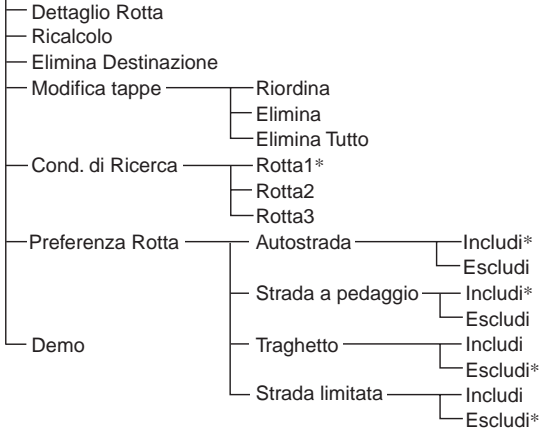 Dettaglio Rotta
Ricalcolo
Elimina Destinazione
Modifica tappe Riordina
Elimina
Elimina Tutto
Cond. di Ricerca Rotta1*
Rotta2
Rotta3
Preferenza Rotta Autostrada Includi*
Escludi
Strada a pedaggio Includi*
Escludi
Demo Traghetto Includi
Escludi*
Strada limitata Includi
Escludi*